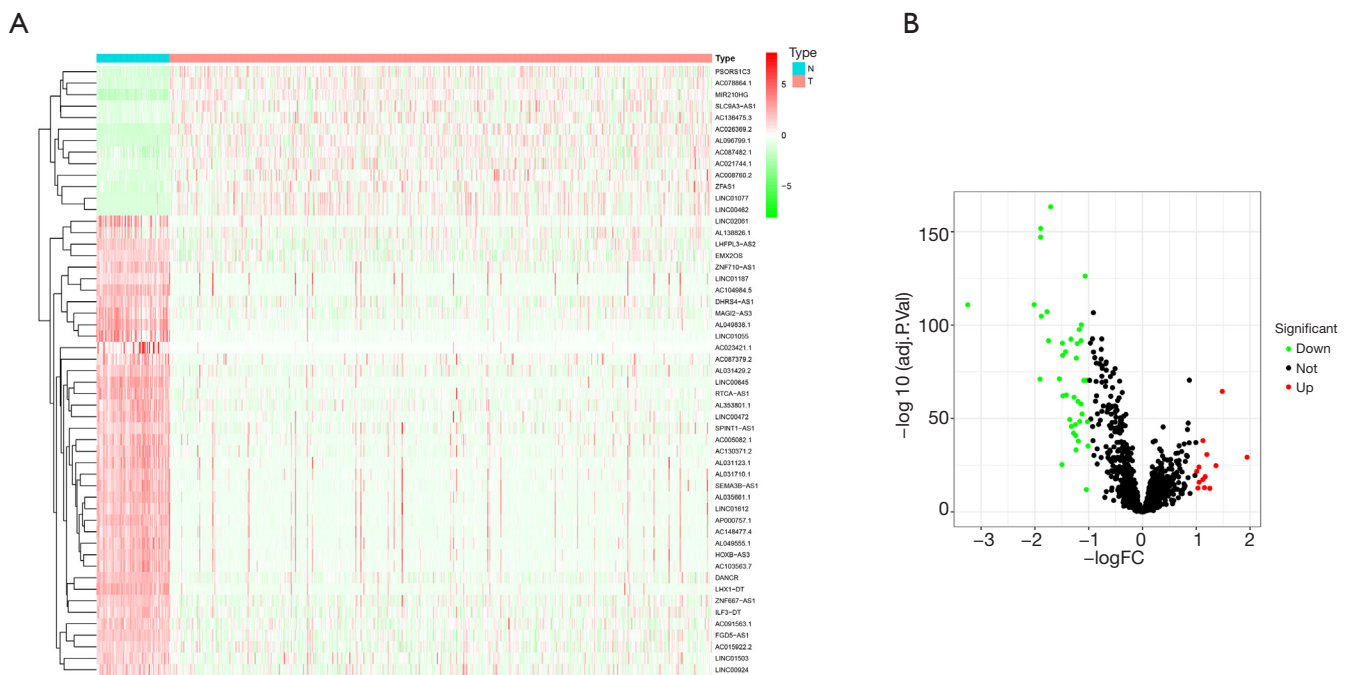 A
B
Type
Type
N
T
5
0
−5
PSORS1C3
AC078864.1
MIR210HG
SLC9A3−AS1
AC136475.3
AC026369.2
AL096799.1
AC087482.1
AC021744.1
AC008760.2
ZFAS1
LINC01077
LINC00462
LINC02061
AL138826.1
LHFPL3−AS2
EMX2OS
ZNF710−AS1
LINC01187
AC104984.5
DHRS4−AS1
MAGI2−AS3
AL049838.1
LINC01055
AC023421.1
AC087379.2
AL031429.2
LINC00645
RTCA−AS1
AL353801.1
LINC00472
SPINT1−AS1
AC005082.1
AC130371.2
AL031123.1
AL031710.1
SEMA3B−AS1
AL035661.1
LINC01612
AP000757.1
AC148477.4
AL049555.1
HOXB−AS3
AC103563.7
DANCR
LHX1−DT
ZNF667−AS1
ILF3−DT
AC091563.1
FGD5−AS1
AC015922.2
LINC01503
LINC00924
−log 10 (adj.P.Val)
150
100
50
0
−3 −2 −1 0 1 2
−logFC
Significant
Down
Not
Up